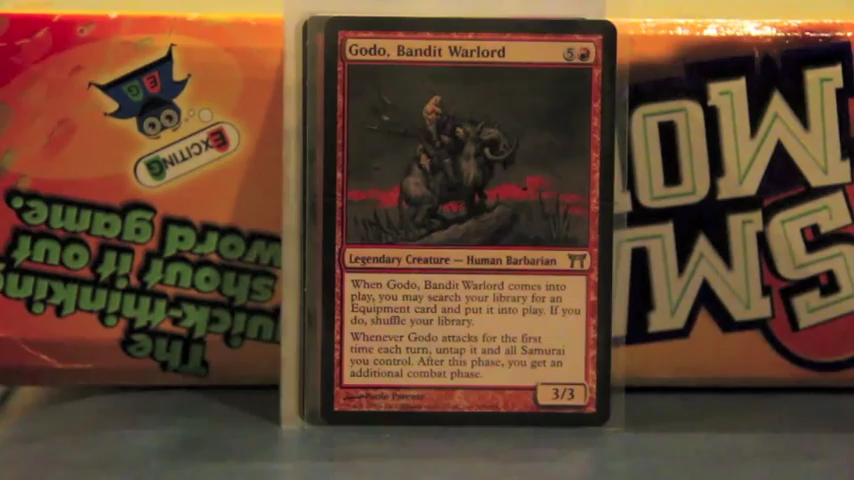 Godo, Bandit Warlord 5
Legendary Creature — Human Barbarian
When Godo, Bandit Warlord comes into
play, you may search your library for an
Equipment card and put it into play. If you
do, shuffle your library.
Whenever Godo attacks for the first
time each turn, untap it and all Samurai
you control. After this phase, you get an
additional combat phase.
3/3
EG
EXCITING
The
quick-thinking
shout it out
word game.